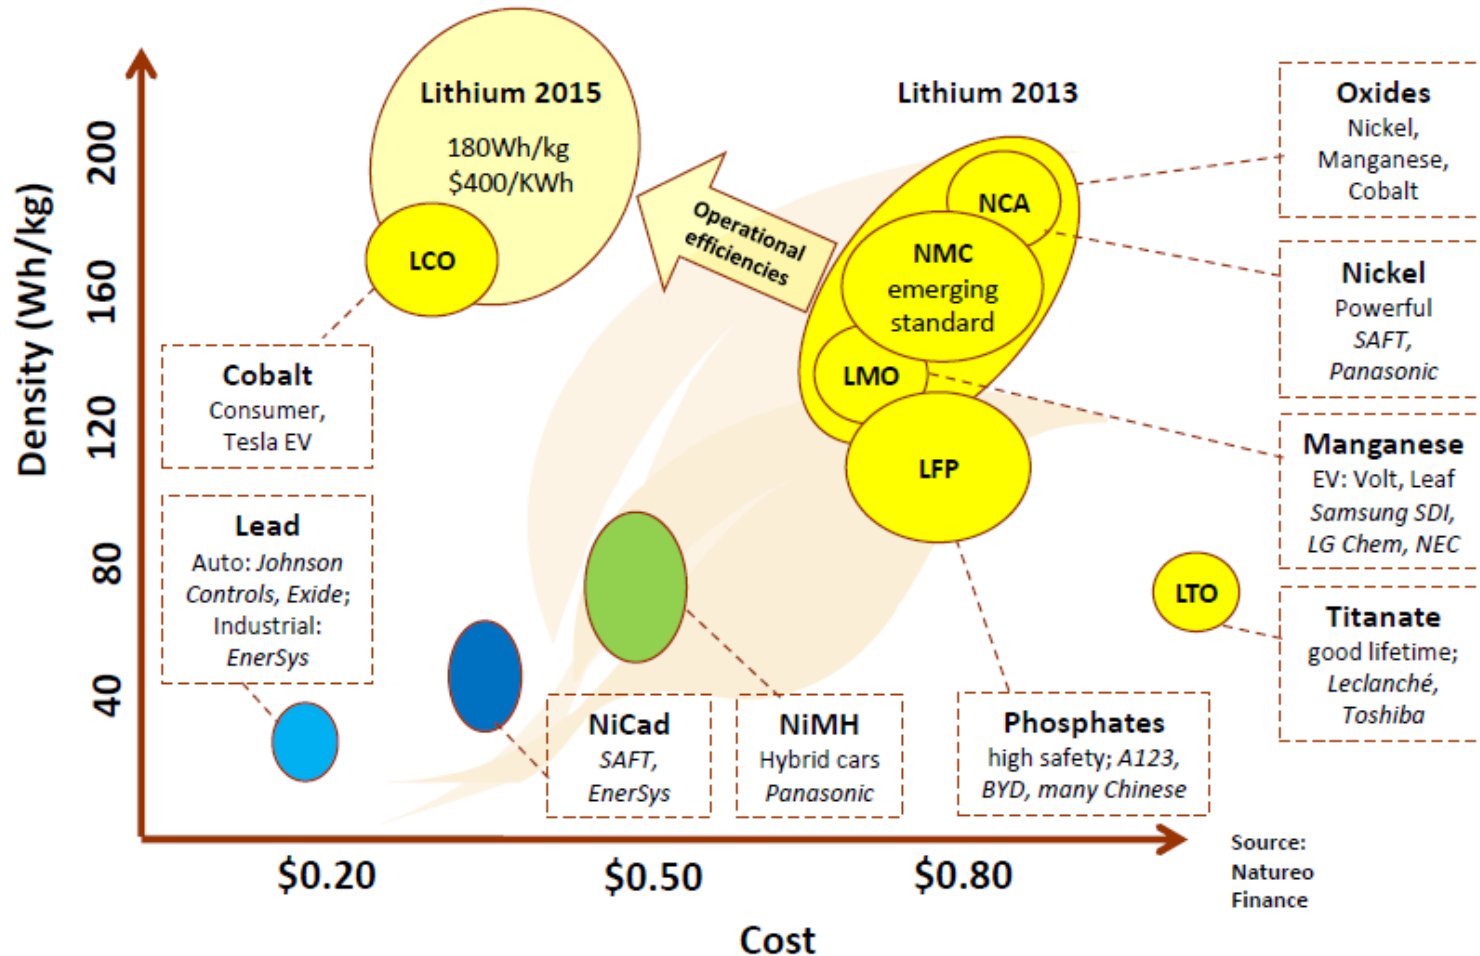 Density (Wh/kg)
200
160
120
80
40
Lithium 2015
180Wh/kg
$400/KWh
LCO
Operational
efficiencies
Lithium 2013
NCA
NMC
emerging
standard
LMO
LFP
LTO
Cobalt
Consumer,
Tesla EV
Lead
Auto: Johnson
Controls, Exide;
Industrial:
EnerSys
NiCad
SAFT,
EnerSys
NiMH
Hybrid cars
Panasonic
Phosphates
high safety; A123,
BYD, many Chinese
Oxides
Nickel,
Manganese,
Cobalt
Nickel
Powerful
SAFT,
Panasonic
Manganese
EV: Volt, Leaf
Samsung SDI,
LG Chem, NEC
Titanate
good lifetime;
Leclanché,
Toshiba
$0.20
$0.50
$0.80
Cost
Source:
Natureo
Finance